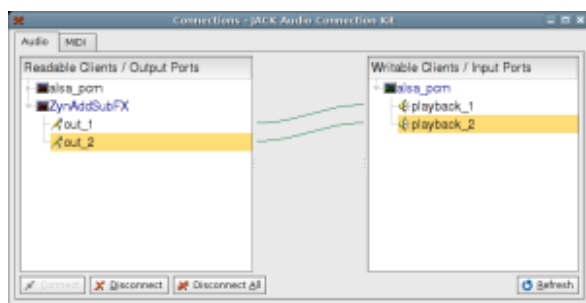 Connections - JACK Audio Connection Kit
Audio MIDI
Readable Clients / Output Ports
Writable Clients / Input Ports
alsa_pcm
ZynAddSubFX
out_1
out_2
alsa_pcm
playback_1
playback_2
Connect Disconnect Disconnect All Refresh